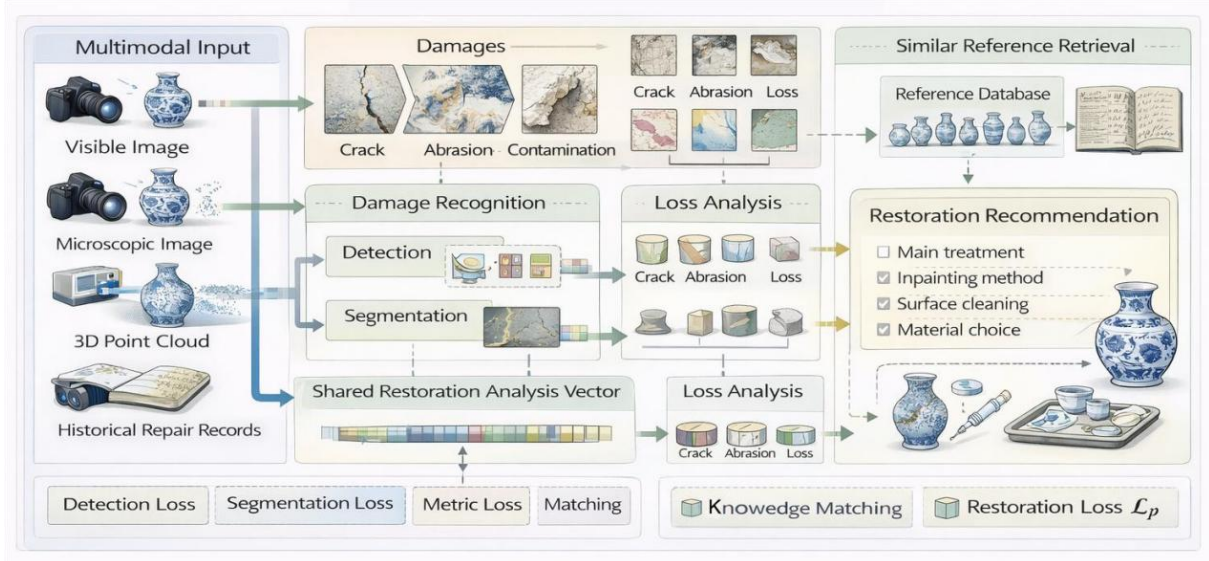 Multimodal Input
Visible Image
Microscopic Image
3D Point Cloud
Historical Repair Records
Damages
Crack
Abrasion
Contamination
Crack
Abrasion
Loss
Damage Recognition
Detection
Segmentation
Loss Analysis
Crack
Abrasion
Loss
Shared Restoration Analysis Vector
Loss Analysis
Crack
Abrasion
Loss
Similar Reference Retrieval
Reference Database
Restoration Recommendation
Main treatment
Inpainting method
Surface cleaning
Material choice
Detection Loss
Segmentation Loss
Metric Loss
Matching
Knowedge Matching
Restoration Loss ℒp